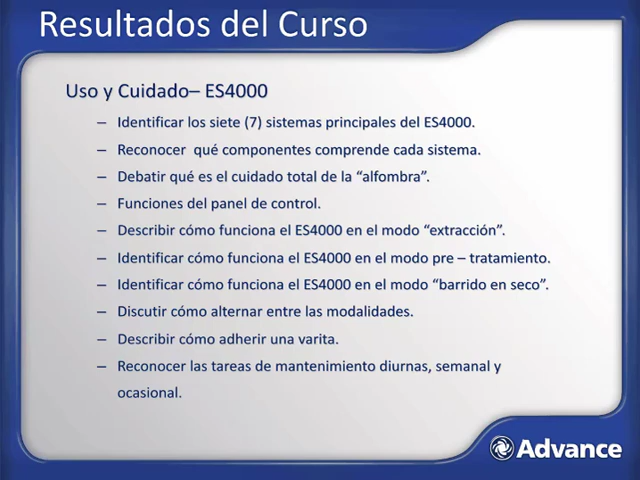 Resultados del Curso
Uso y Cuidado– ES4000
– Identificar los siete (7) sistemas principales del ES4000.
– Reconocer qué componentes comprende cada sistema.
– Debatir qué es el cuidado total de la “alfombra”.
– Funciones del panel de control.
– Describir cómo funciona el ES4000 en el modo “extracción”.
– Identificar cómo funciona el ES4000 en el modo pre – tratamiento.
– Identificar cómo funciona el ES4000 en el modo “barrido en seco”.
– Discutir cómo alternar entre las modalidades.
– Describir cómo adherir una varita.
– Reconocer las tareas de mantenimiento diurnas, semanal y
ocasional.
Advance